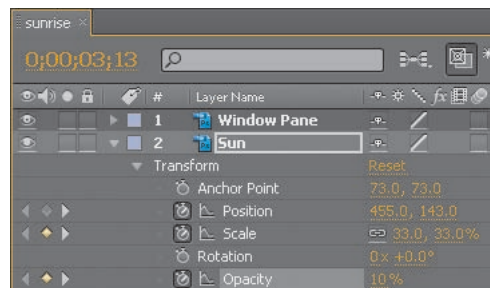 sunrise ×
0;00;03;13
# Layer Name fx
1 Window Pane
2 Sun
Transform Reset
Anchor Point 73.0, 73.0
Position 455.0, 143.0
Scale 33.0, 33.0%
Rotation 0x +0.0°
Opacity 10%